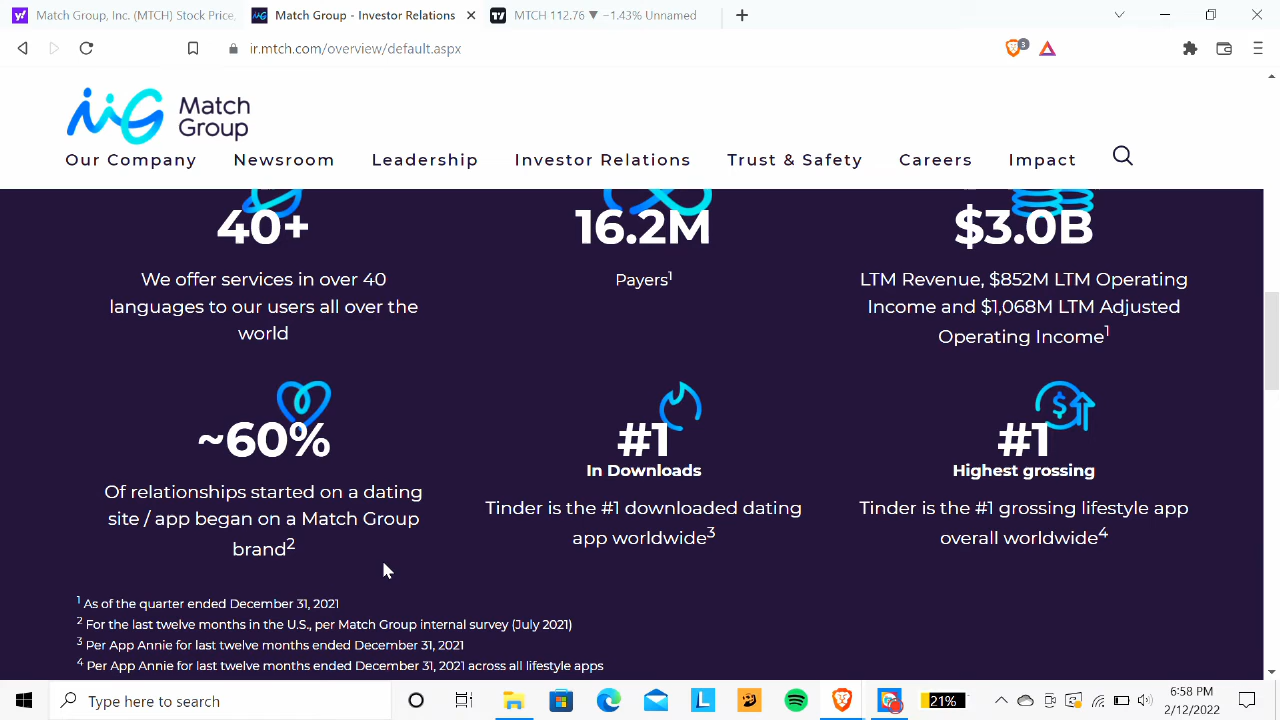 Match Group, Inc. (MTCH) Stock Price,
Match Group - Investor Relations
MTCH 112.76 ▼ −1.43% Unnamed
ir.mtch.com/overview/default.aspx
3
Match
Group
Our Company
Newsroom
Leadership
Investor Relations
Trust & Safety
Careers
Impact
40+
We offer services in over 40
languages to our users all over the
world
16.2M
Payers1
$3.0B
LTM Revenue, $852M LTM Operating
Income and $1,068M LTM Adjusted
Operating Income1
~60%
Of relationships started on a dating
site / app began on a Match Group
brand2
#1
In Downloads
Tinder is the #1 downloaded dating
app worldwide3
#1
Highest grossing
Tinder is the #1 grossing lifestyle app
overall worldwide4
1 As of the quarter ended December 31, 2021
2 For the last twelve months in the U.S., per Match Group internal survey (July 2021)
3 Per App Annie for last twelve months ended December 31, 2021
4 Per App Annie for last twelve months ended December 31, 2021 across all lifestyle apps
Type here to search
L
21%
6:58 PM
2/12/2022